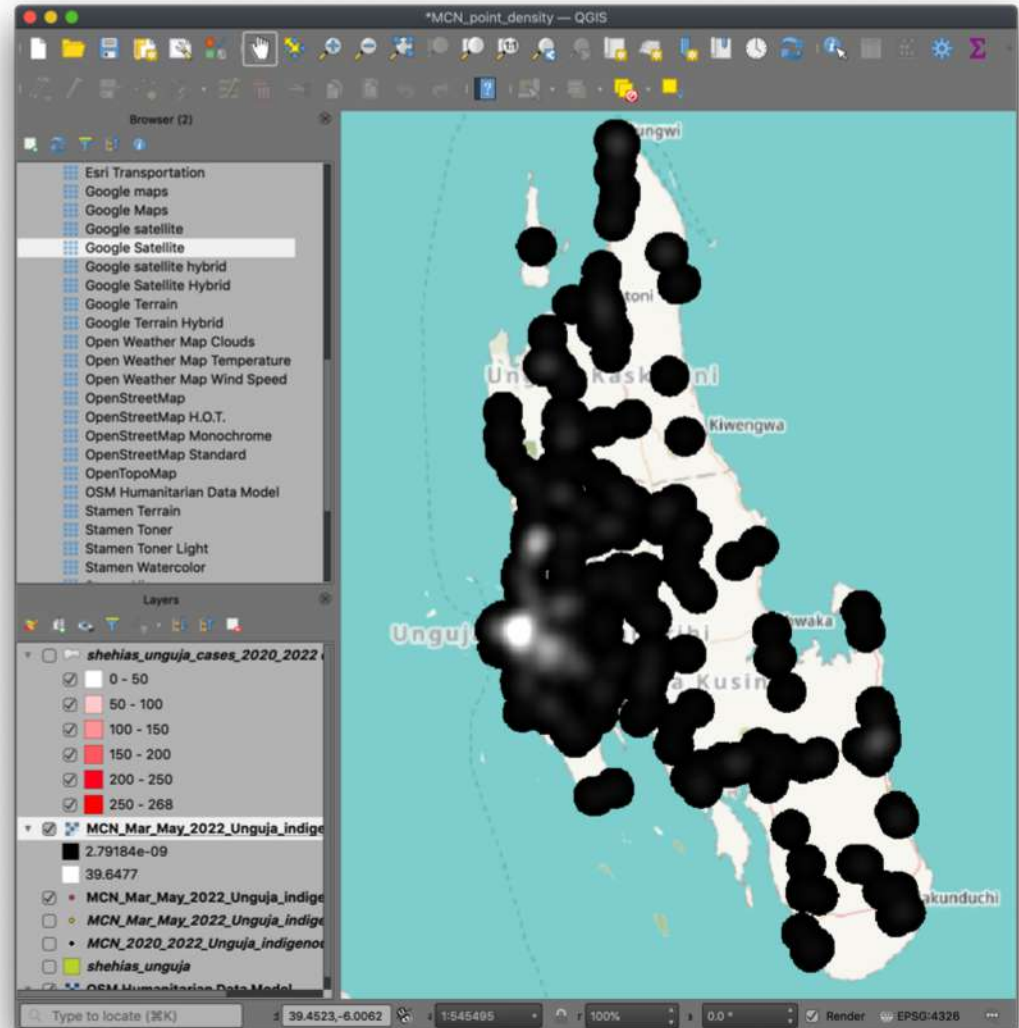 *MCN_point_density — QGIS
Browser (2)
Esri Transportation
Google maps
Google Maps
Google satellite
Google Satellite
Google satellite hybrid
Google Satellite Hybrid
Google Terrain
Google Terrain Hybrid
Open Weather Map Clouds
Open Weather Map Temperature
Open Weather Map Wind Speed
OpenStreetMap
OpenStreetMap H.O.T.
OpenStreetMap Monochrome
OpenStreetMap Standard
OpenTopoMap
OSM Humanitarian Data Model
Stamen Terrain
Stamen Toner
Stamen Toner Light
Stamen Watercolor
Layers
shehias_unguja_cases_2020_2022
0 - 50
50 - 100
100 - 150
150 - 200
200 - 250
250 - 268
MCN_Mar_May_2022_Unguja_indige
2.79184e-09
39.6477
MCN_Mar_May_2022_Unguja_indige
MCN_Mar_May_2022_Unguja_indige
MCN_2020_2022_Unguja_indigenou
shehias_unguja
OSM Humanitarian Data Model
ungwi
toni
Kiwengwa
Unguj
waka
a Kusin
akunduchi
Type to locate (⌘K)
39.4523,-6.0062
1:545495
100%
0.0 °
Render
EPSG:4326